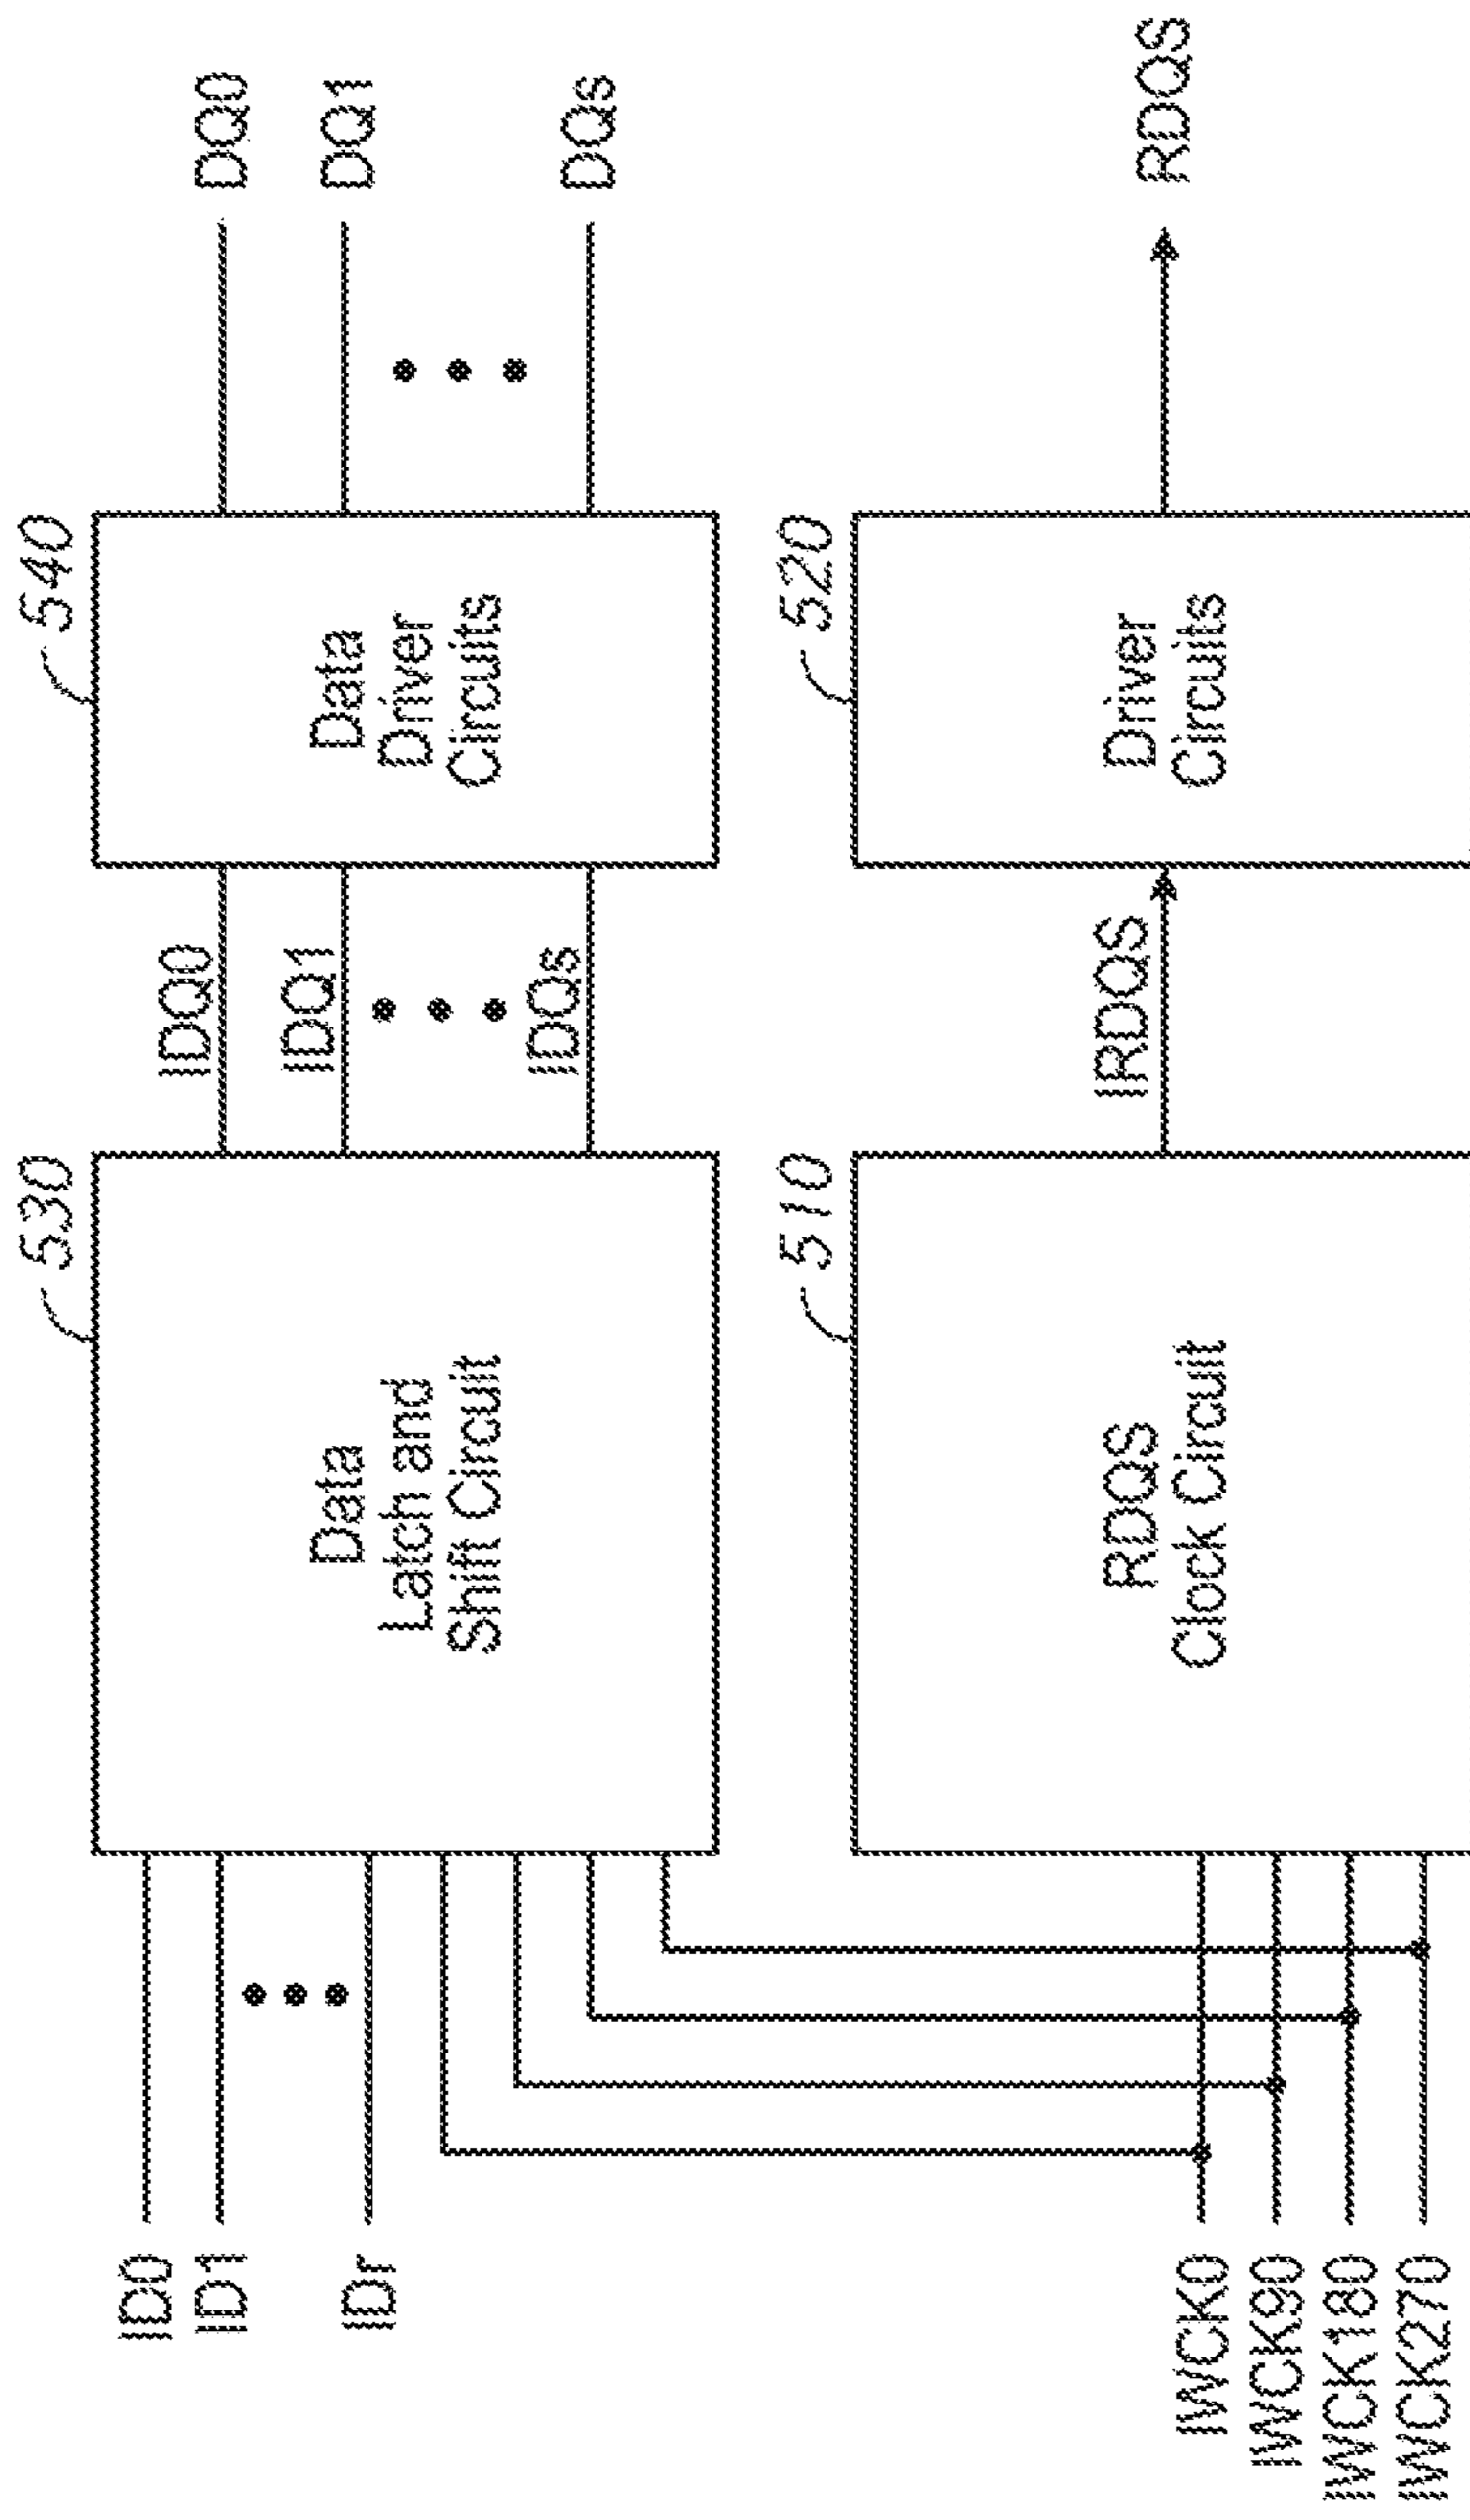 530
540
ID0
ID1
IDr
Data
Latch and
Shift Circuit
IDQ0
IDQ1
IDQs
Data
Driver
Circuits
DQ0
DQ1
DQs
510
520
IWCK0
IWCK90
IWCK180
IWCK270
RDQS
Clock Circuit
IRDQS
Driver
Circuits
RDQS